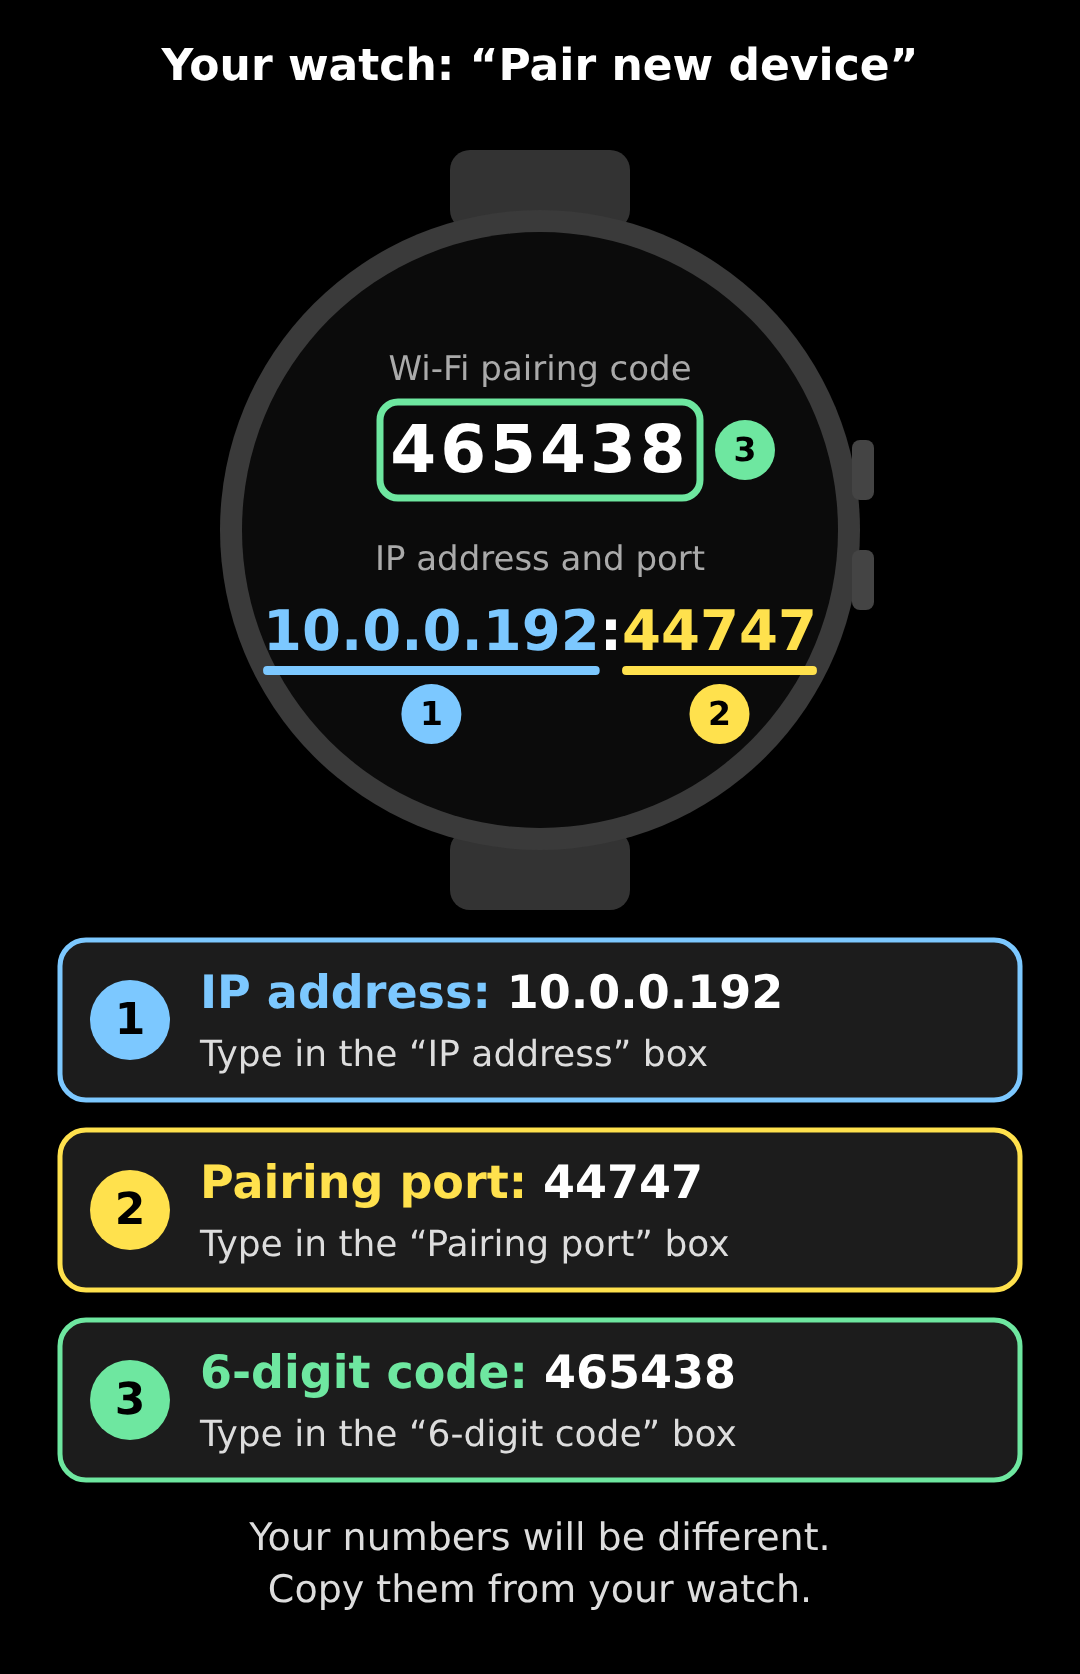 Your watch: “Pair new device”
Wi-Fi pairing code
465438
3
IP address and port
10.0.0.192:44747
1
2
1
IP address: 10.0.0.192
Type in the “IP address” box
2
Pairing port: 44747
Type in the “Pairing port” box
3
6-digit code: 465438
Type in the “6-digit code” box
Your numbers will be different.
Copy them from your watch.